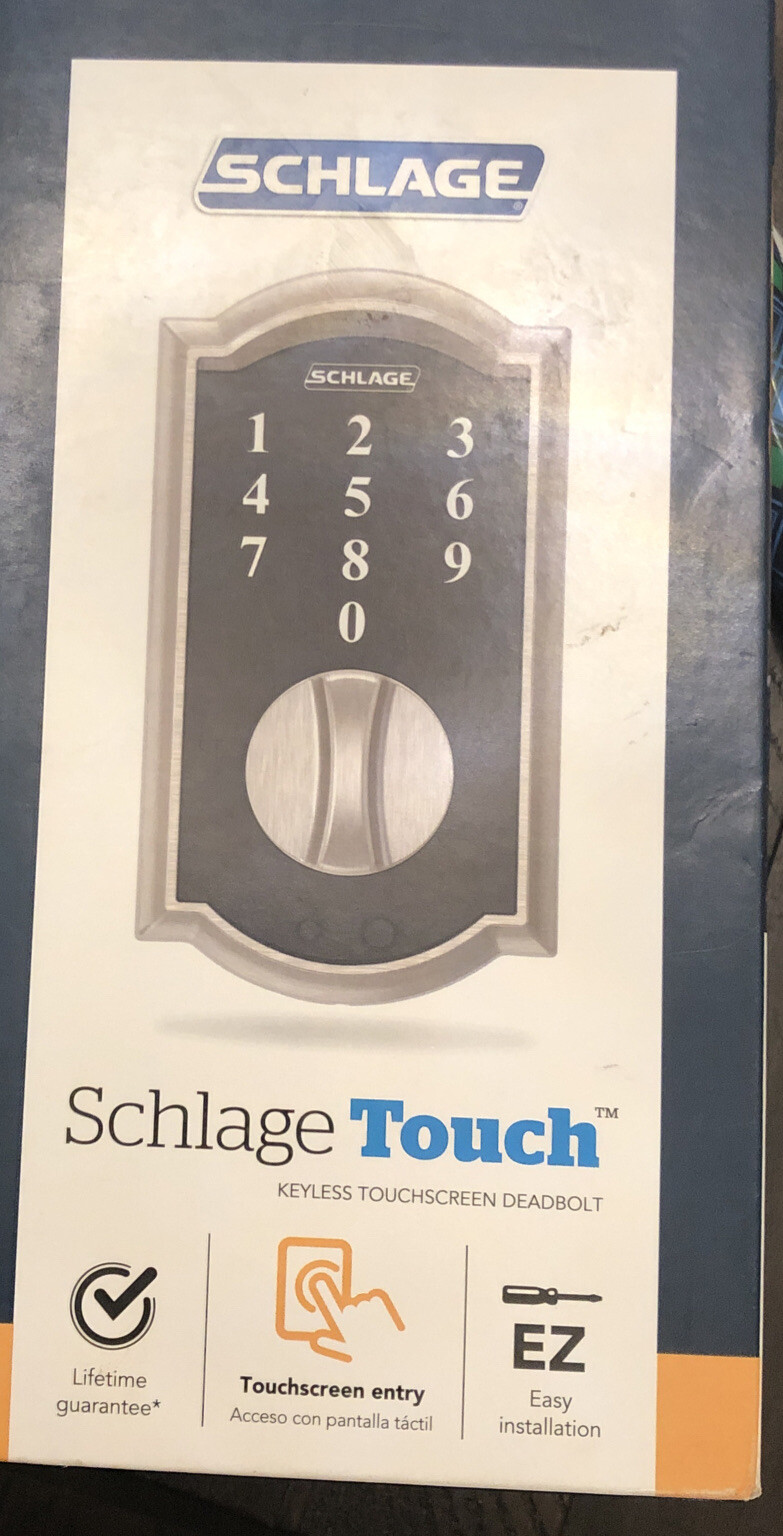 SCHLAGE
SCHLAGE
1 2 3
4 5 6
7 8 9
0
Schlage Touch™
KEYLESS TOUCHSCREEN DEADBOLT
Lifetime
guarantee*
Touchscreen entry
Acceso con pantalla táctil
EZ
Easy
installation